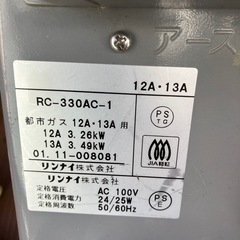 アース
12A・13A
RC-330AC-1
都市ガス 12A・13A 用
12A 3.26kW
13A 3.49kW
01.11-008081
リンナイ株式会社
PS
TG
JIA
定格電圧 AC 100V
定格消費電力 24/25W
定格周波数 50/60Hz
リンナイ株式会社
PS
E